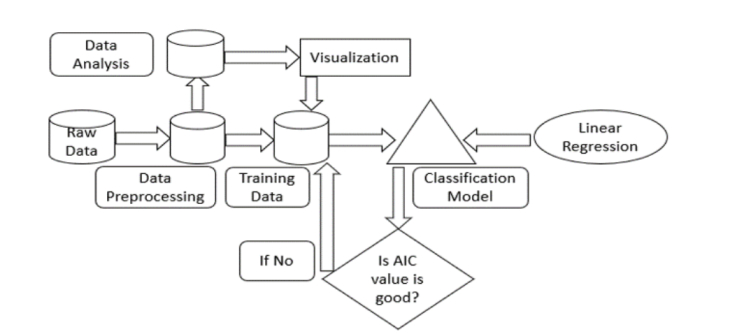 Data
Analysis
Visualization
Raw
Data
Linear
Regression
Data
Preprocessing
Training
Data
Classification
Model
If No
Is AIC
value is
good?